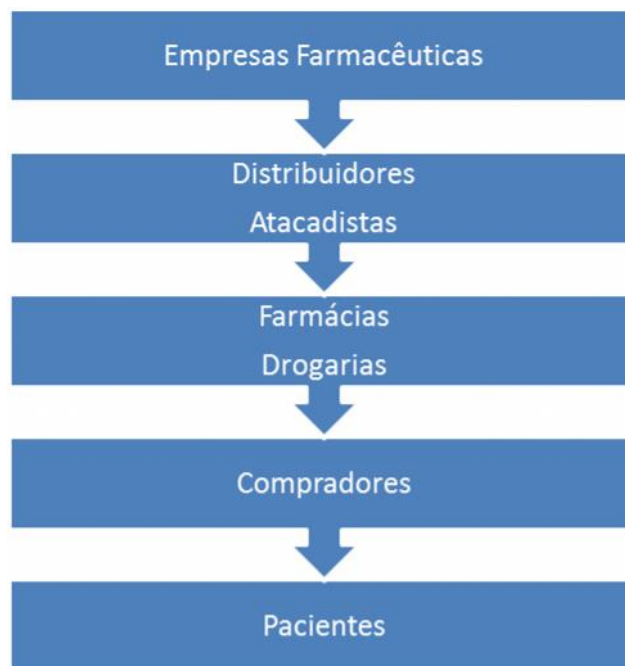 Empresas Farmacêuticas
Distribuidores
Atacadistas
Farmácias
Drogarias
Compradores
Pacientes